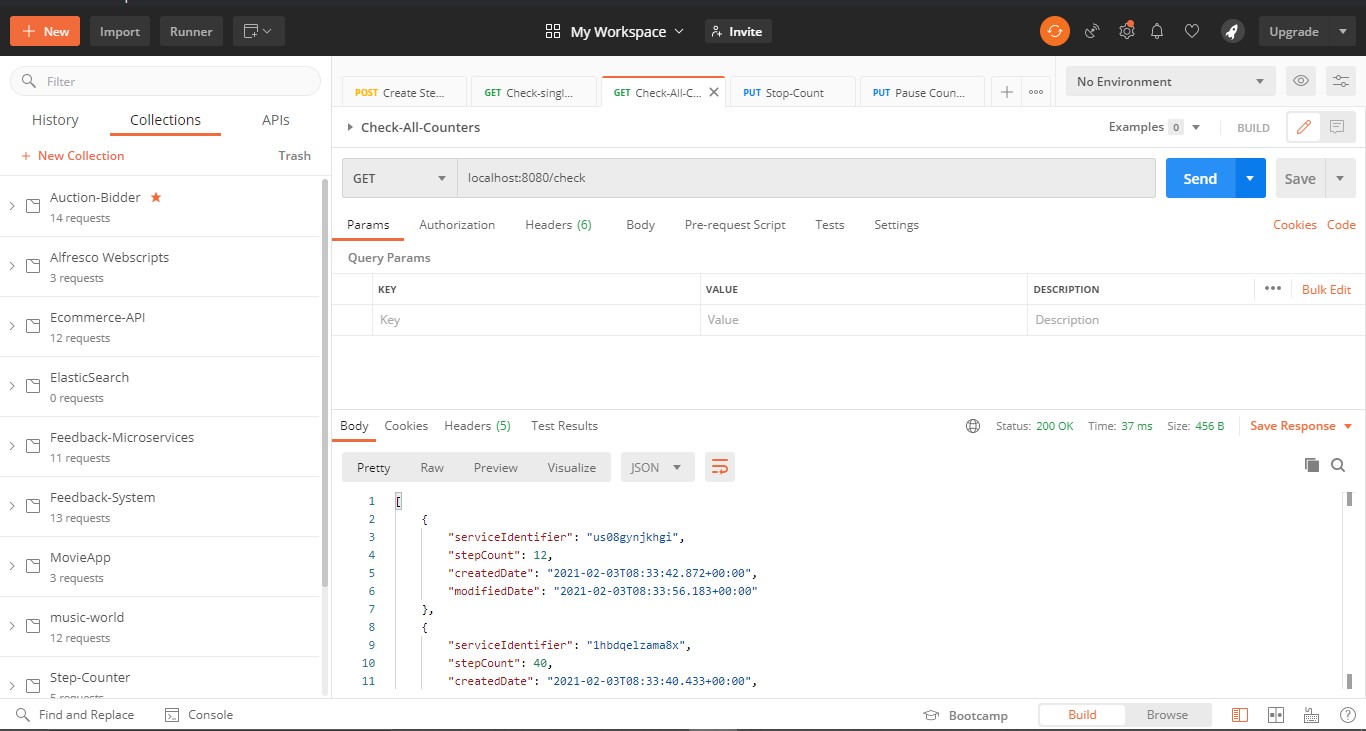 New Import Runner My Workspace Invite Upgrade
Filter
History Collections APIs
+ New Collection Trash
Auction-Bidder
14 requests
Alfresco Webscripts
3 requests
Ecommerce-API
12 requests
ElasticSearch
0 requests
Feedback-Microservices
11 requests
Feedback-System
13 requests
MovieApp
3 requests
music-world
12 requests
Step-Counter
5 requests
POST Create Ste... GET Check-singl... GET Check-All-C... PUT Stop-Count PUT Pause Coun... No Environment
Check-All-Counters Examples 0 BUILD
GET localhost:8080/check Send Save
Params Authorization Headers (6) Body Pre-request Script Tests Settings Cookies Code
Query Params
KEY VALUE DESCRIPTION Bulk Edit
Key Value Description
Body Cookies Headers (5) Test Results Status: 200 OK Time: 37 ms Size: 456 B Save Response
Pretty Raw Preview Visualize JSON
1 [
2 {
3 "serviceIdentifier": "us08gynjkhgi",
4 "stepCount": 12,
5 "createdDate": "2021-02-03T08:33:42.872+00:00",
6 "modifiedDate": "2021-02-03T08:33:56.183+00:00"
7 },
8 {
9 "serviceIdentifier": "1hbdqelzama8x",
10 "stepCount": 40,
11 "createdDate": "2021-02-03T08:33:40.433+00:00",
Find and Replace Console Bootcamp Build Browse